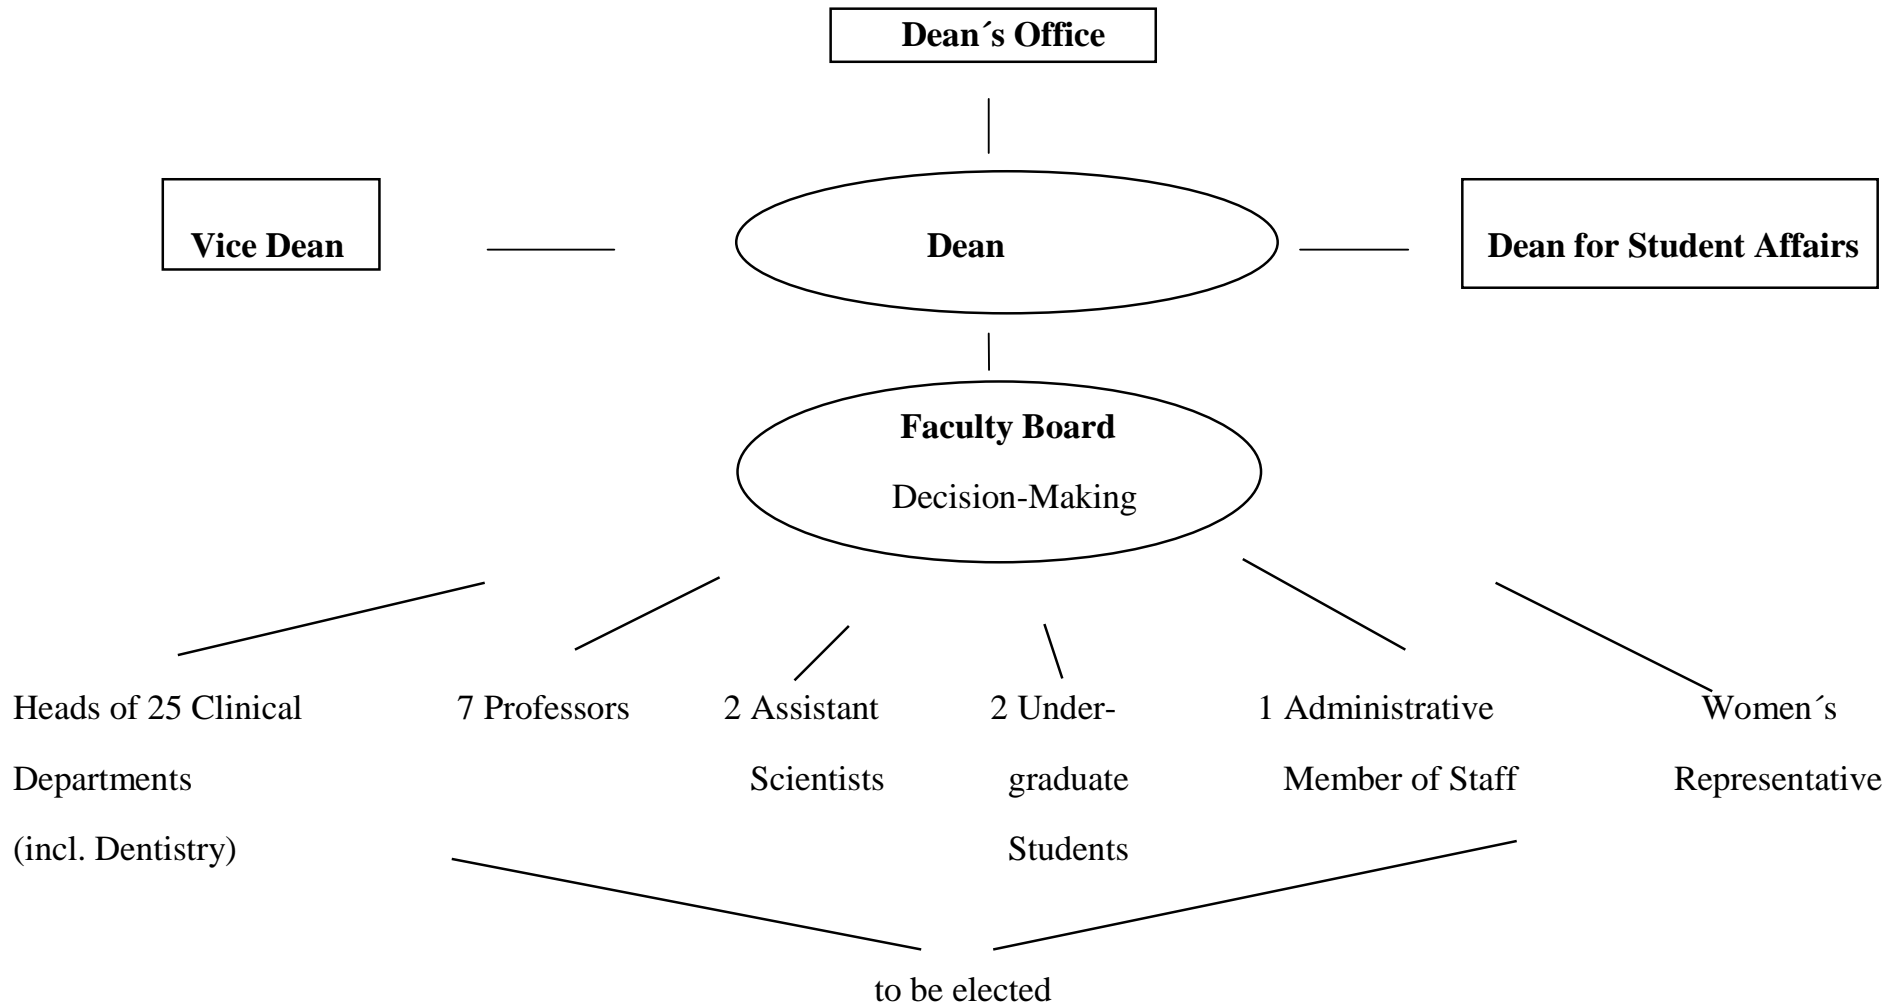 Dean´s Office
Vice Dean
Dean
Dean for Student Affairs
Faculty Board
Decision-Making
Heads of 25 Clinical
Departments
(incl. Dentistry)
7 Professors
2 Assistant
Scientists
2 Under-
graduate
Students
1 Administrative
Member of Staff
Women´s
Representative
to be elected